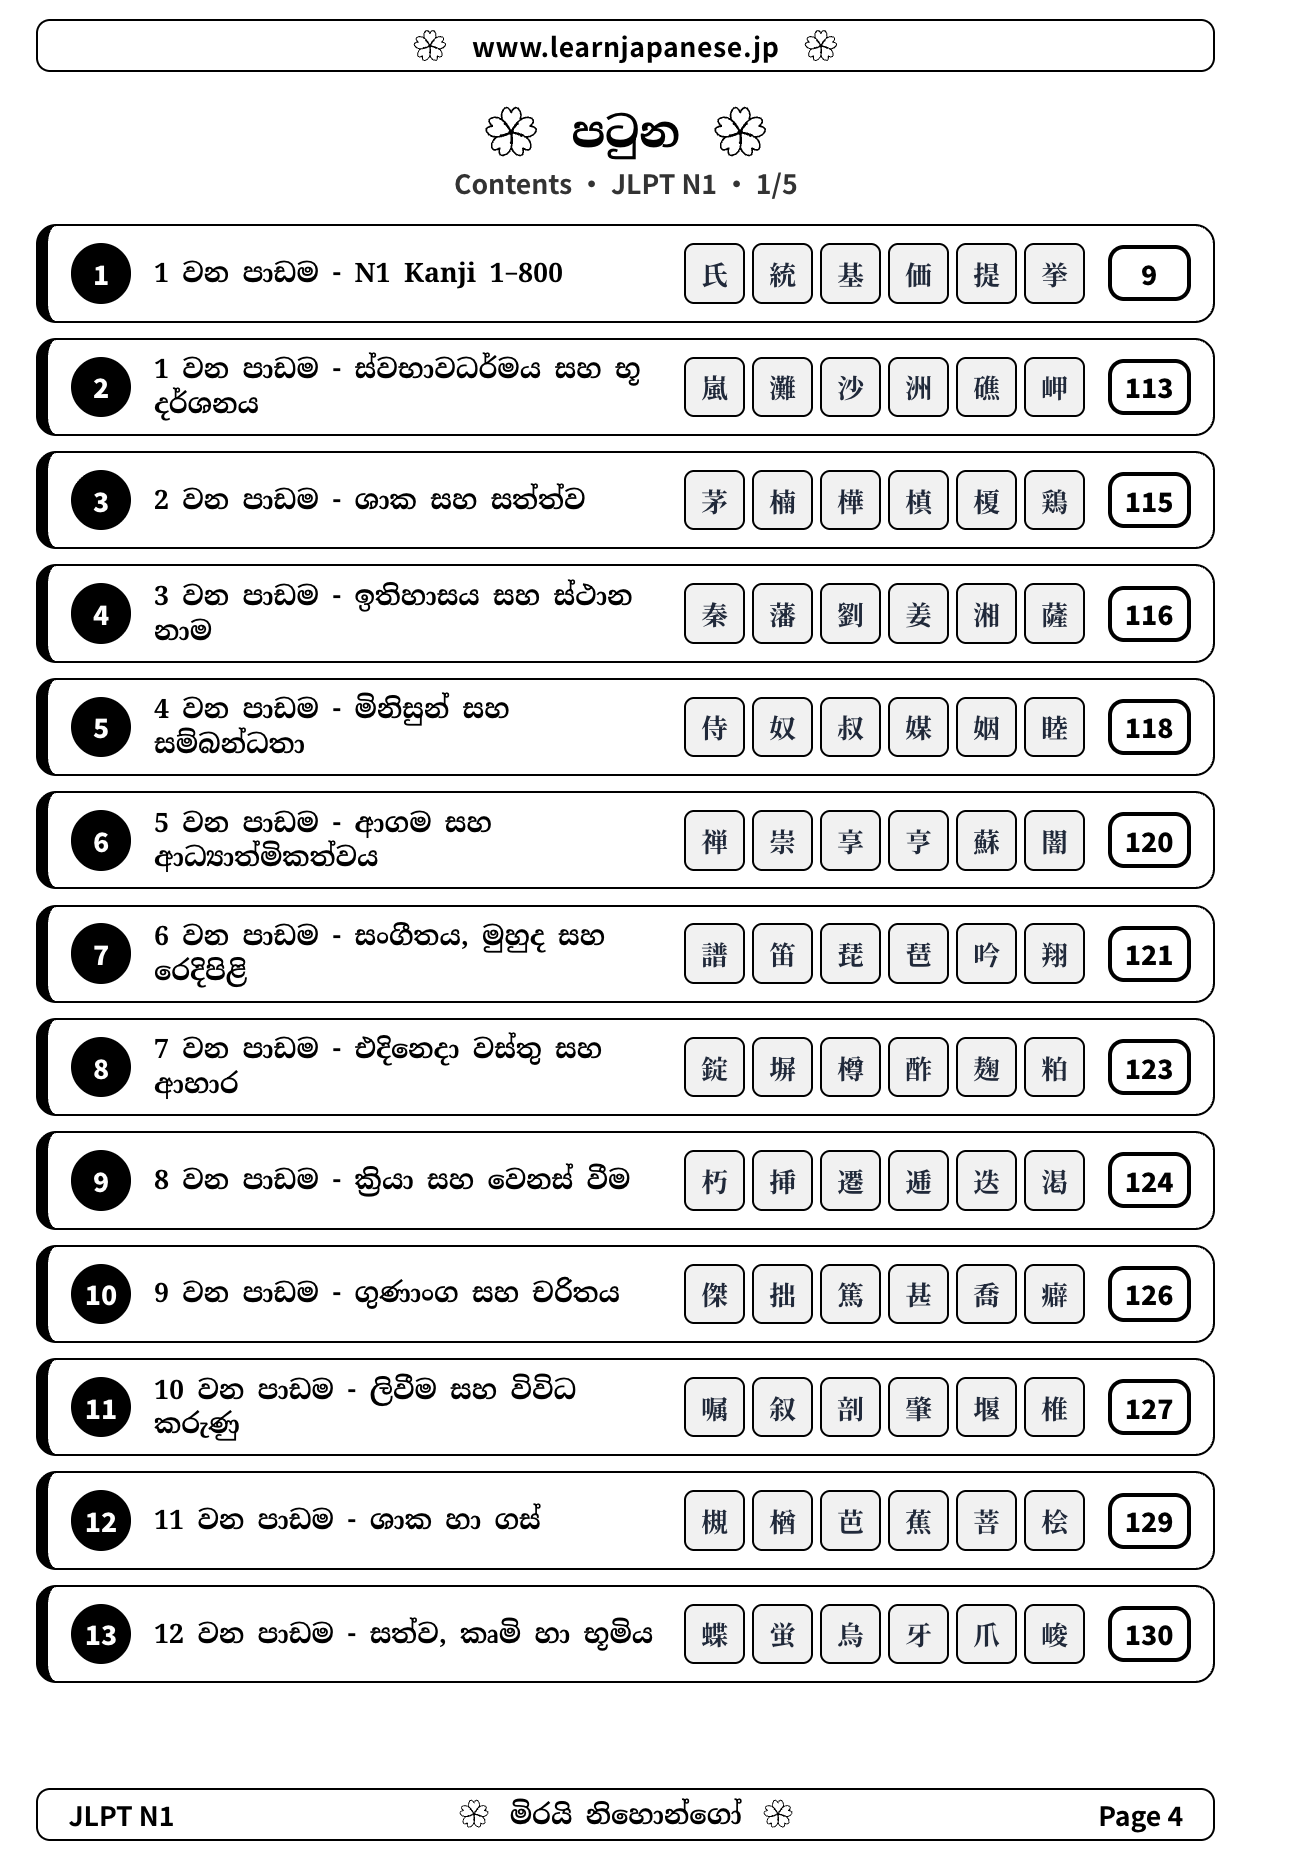 www.learnjapanese.jp
පටුන
Contents • JLPT N1 • 1/5
1 1 වන පාඩම - N1 Kanji 1–800 氏 統 基 価 提 挙 9
2 1 වන පාඩම - ස්වභාවධර්මය සහ භූ
දර්ශනය 嵐 灘 沙 洲 礁 岬 113
3 2 වන පාඩම - ශාක සහ සත්ත්ව 茅 楠 樺 槙 榎 鶏 115
4 3 වන පාඩම - ඉතිහාසය සහ ස්ථාන
නාම 秦 藩 劉 姜 湘 薩 116
5 4 වන පාඩම - මිනිසුන් සහ
සම්බන්ධතා 侍 奴 叔 媒 姻 睦 118
6 5 වන පාඩම - ආගම සහ
ආධ්‍යාත්මිකත්වය 禅 崇 享 亨 蘇 闇 120
7 6 වන පාඩම - සංගීතය, මුහුද සහ
රෙදිපිළි 譜 笛 琵 琶 吟 翔 121
8 7 වන පාඩම - එදිනෙදා වස්තු සහ
ආහාර 錠 塀 樽 酢 麹 粕 123
9 8 වන පාඩම - ක්‍රියා සහ වෙනස් වීම 朽 挿 遷 逓 迭 渇 124
10 9 වන පාඩම - ගුණාංග සහ චරිතය 傑 拙 篤 甚 喬 癖 126
11 10 වන පාඩම - ලිවීම සහ විවිධ
කරුණු 嘱 叙 剖 肇 堰 椎 127
12 11 වන පාඩම - ශාක හා ගස් 槻 楢 芭 蕉 菩 桧 129
13 12 වන පාඩම - සත්ව, කෘමි හා භූමිය 蝶 蛍 烏 牙 爪 峻 130
JLPT N1 මිරයි නිහොන්ගෝ Page 4